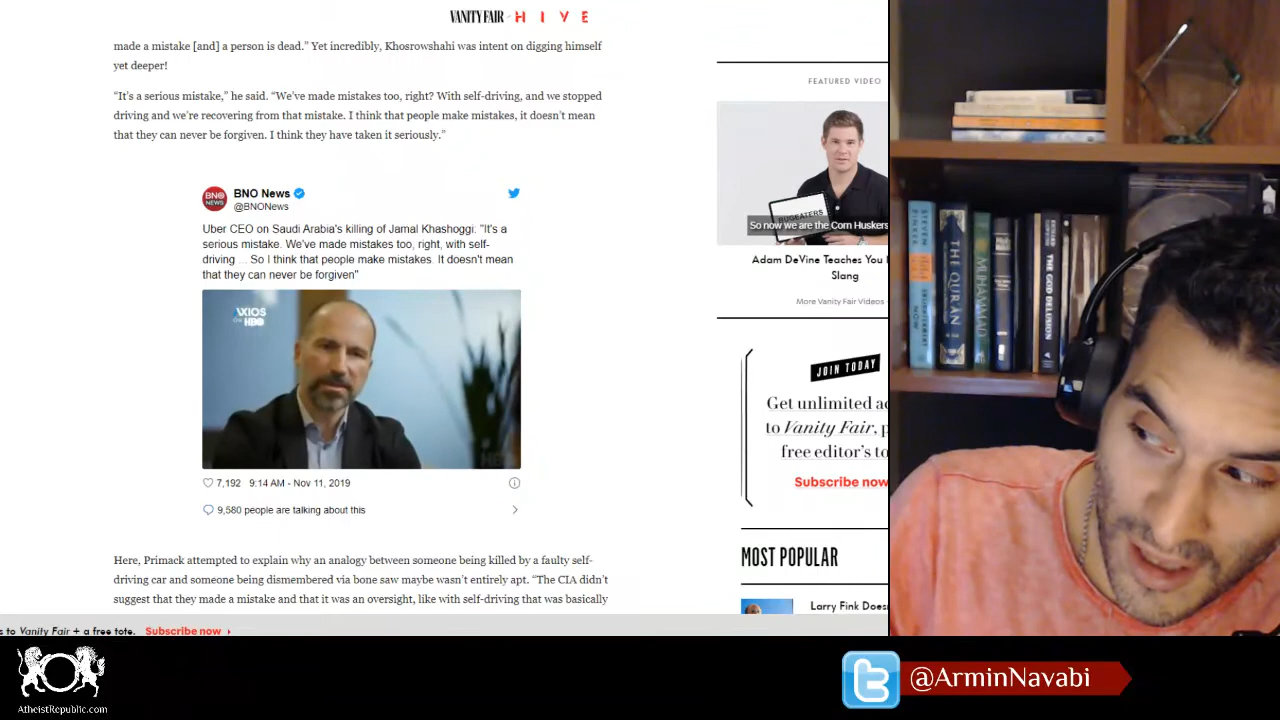 VANITY FAIR HIVE
made a mistake [and] a person is dead.” Yet incredibly, Khosrowshahi was intent on digging himself
yet deeper!
“It’s a serious mistake,” he said. “We’ve made mistakes too, right? With self-driving, and we stopped
driving and we’re recovering from that mistake. I think that people make mistakes, it doesn’t mean
that they can never be forgiven. I think they have taken it seriously.”
BNO NEWS
BNO News
@BNONews
Uber CEO on Saudi Arabia's killing of Jamal Khashoggi. "It's a
serious mistake. We've made mistakes too, right, with self-
driving ... So I think that people make mistakes. It doesn't mean
that they can never be forgiven"
AXIOS
on HBO
7,192 9:14 AM - Nov 11, 2019
9,580 people are talking about this
Here, Primack attempted to explain why an analogy between someone being killed by a faulty self-
driving car and someone being dismembered via bone saw maybe wasn’t entirely apt. “The CIA didn’t
suggest that they made a mistake and that it was an oversight, like with self-driving that was basically
s to Vanity Fair + a free tote. Subscribe now
FEATURED VIDEO
BUGEATERS
So now we are the Corn Huskers
Adam DeVine Teaches You
Slang
More Vanity Fair Videos
JOIN TODAY
Get unlimited ac
to Vanity Fair, p
free editor’s to
Subscribe now
MOST POPULAR
Larry Fink Doesn
STEVEN PINKER
ENLIGHTENMENT NOW
THE QURAN
MUHAMMAD
THE GOD DELUSION
AtheistRepublic.com
@ArminNavabi